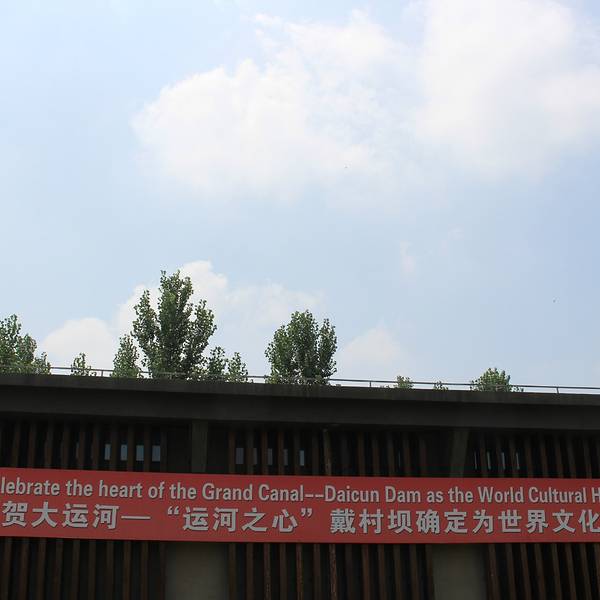 lebrate the heart of the Grand Canal--Daicun Dam as the World Cultural H
贺大运河—“运河之心”戴村坝确定为世界文化